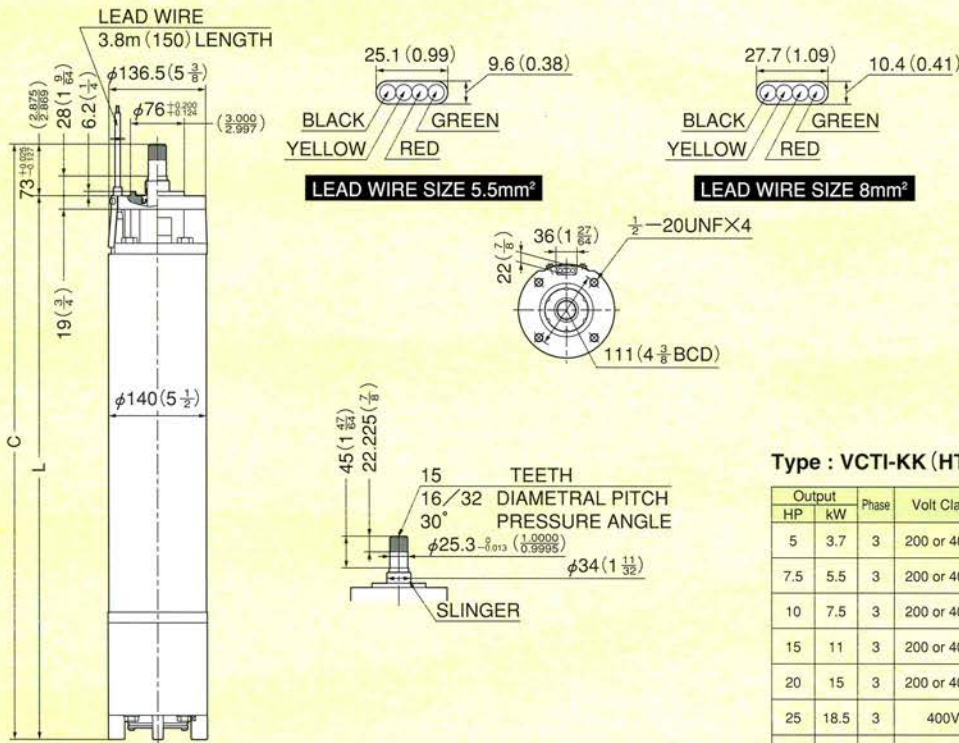 LEAD WIRE
3.8m (150) LENGTH
φ136.5 (5 3/8)
φ76 +0.200 +0.124 (3.000/2.997)
(2.875/2.869)
73 +0.025 -0.127
28 (1 9/64)
6.2 (1/4)
19 (3/4)
φ140 (5 1/2)
C
L
25.1 (0.99)
9.6 (0.38)
BLACK
GREEN
YELLOW
RED
LEAD WIRE SIZE 5.5mm²
27.7 (1.09)
10.4 (0.41)
BLACK
GREEN
YELLOW
RED
LEAD WIRE SIZE 8mm²
36 (1 27/64)
22 (7/8)
1/2—20UNF×4
111 (4 3/8 BCD)
45 (1 47/64)
22.225 (7/8)
15 TEETH
16/32 DIAMETRAL PITCH
30° PRESSURE ANGLE
φ25.3 0 -0.013 (1.0000/0.9995)
φ34 (1 11/32)
SLINGER
Type : VCTI-KK (HT
Output Phase Volt Cla
HP kW
5 3.7 3 200 or 40
7.5 5.5 3 200 or 40
10 7.5 3 200 or 40
15 11 3 200 or 40
20 15 3 200 or 40
25 18.5 3 400V